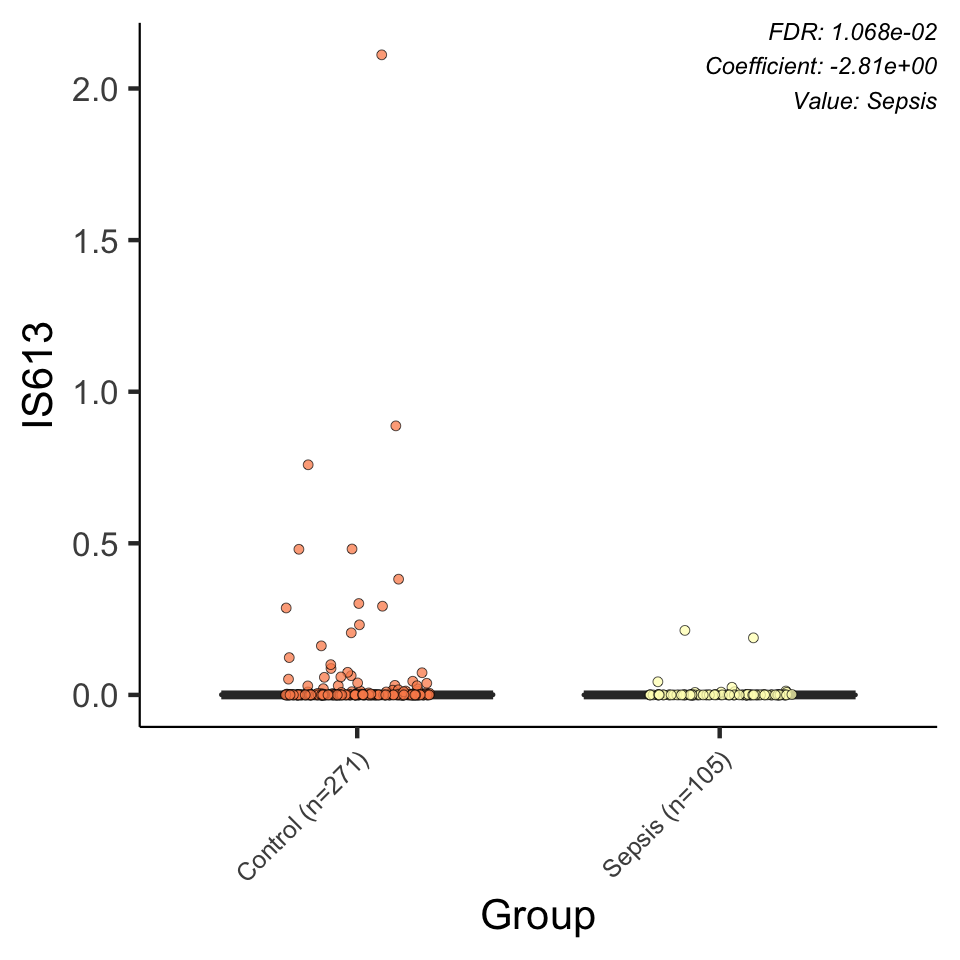 FDR: 1.068e-02
Coefficient: -2.81e+00
Value: Sepsis
2.0
1.5
1.0
0.5
0.0
IS613
Control (n=271)
Sepsis (n=105)
Group